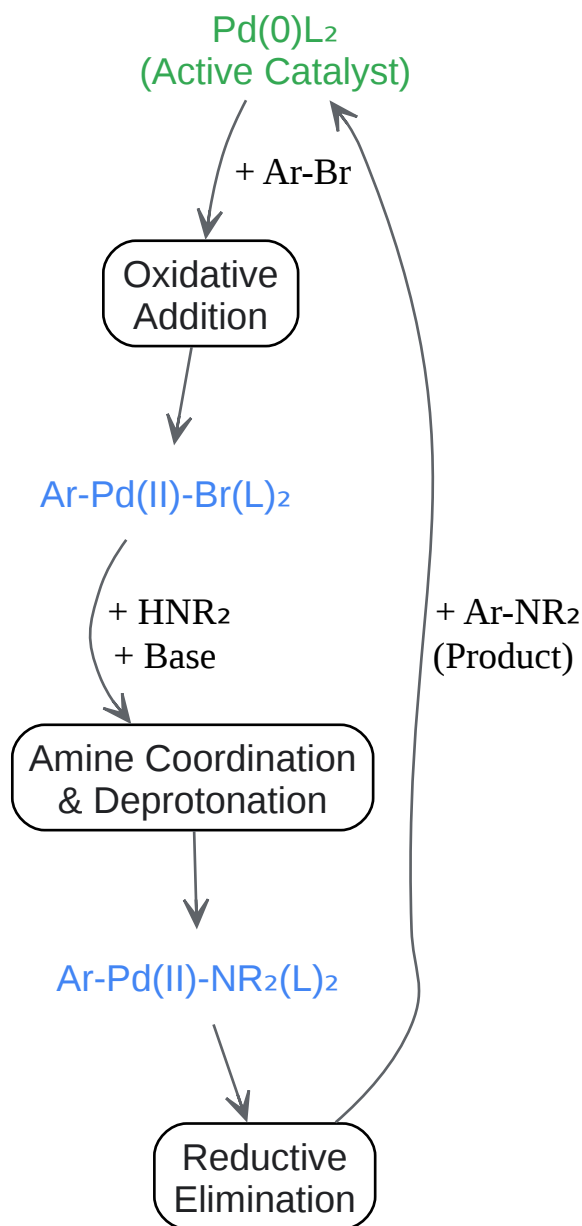 Pd(0)L₂
(Active Catalyst)
+ Ar-Br
Oxidative
Addition
Ar-Pd(II)-Br(L)₂
+ HNR₂
+ Base
+ Ar-NR₂
(Product)
Amine Coordination
& Deprotonation
Ar-Pd(II)-NR₂(L)₂
Reductive
Elimination